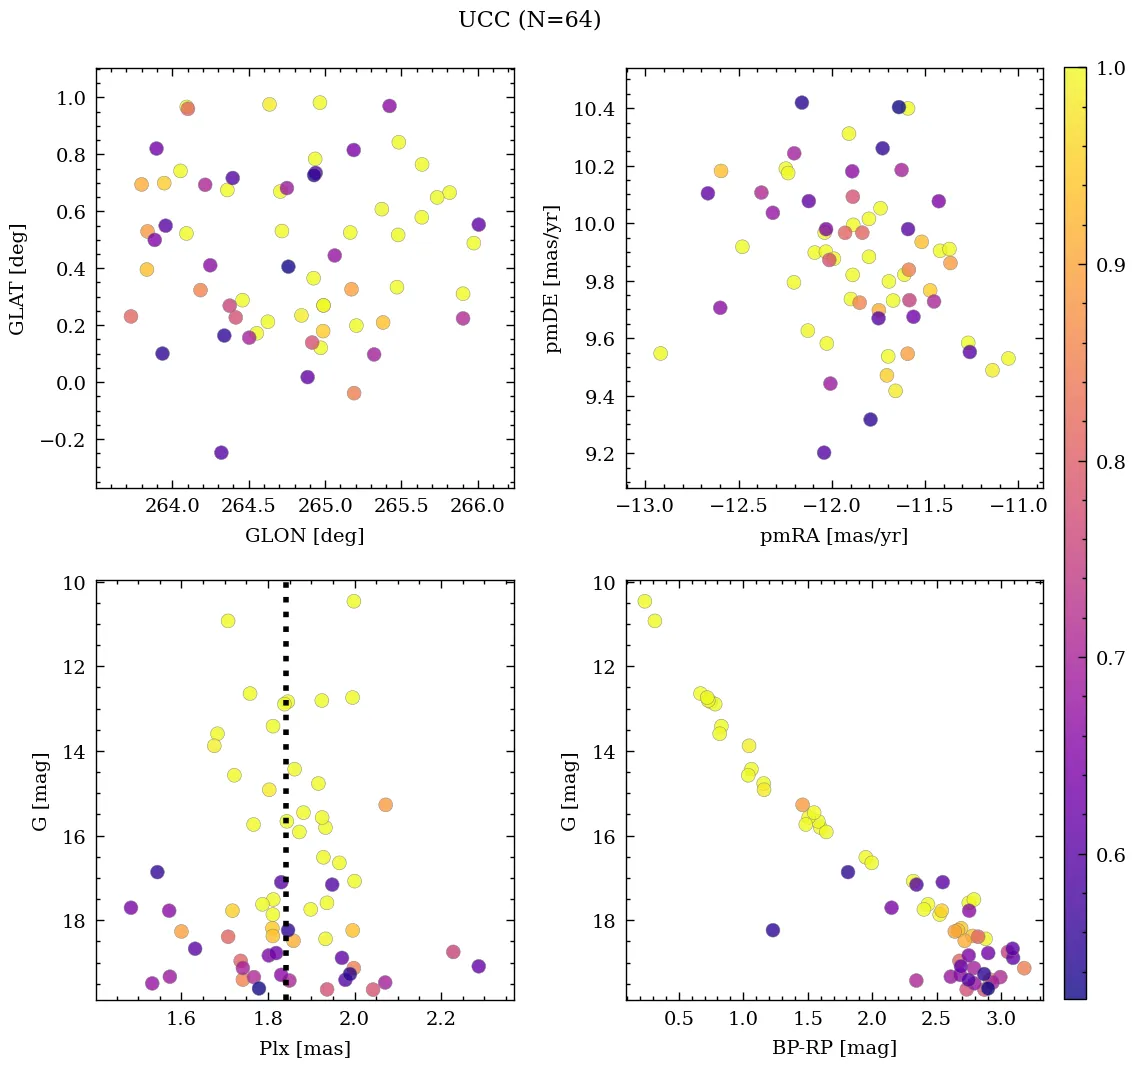 UCC (N=64)
1.0
0.8
0.6
0.4
0.2
0.0
−0.2
GLAT [deg]
264.0 264.5 265.0 265.5 266.0
GLON [deg]
10.4
10.2
10.0
9.8
9.6
9.4
9.2
pmDE [mas/yr]
−13.0 −12.5 −12.0 −11.5 −11.0
pmRA [mas/yr]
10
12
14
16
18
G [mag]
1.6 1.8 2.0 2.2
Plx [mas]
10
12
14
16
18
G [mag]
0.5 1.0 1.5 2.0 2.5 3.0
BP-RP [mag]
1.0
0.9
0.8
0.7
0.6